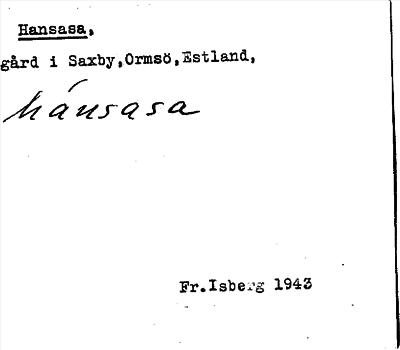 Hansasa,
gård i Saxby,Ormsö,Estland,
hánsasa
Fr.Isberg 1943